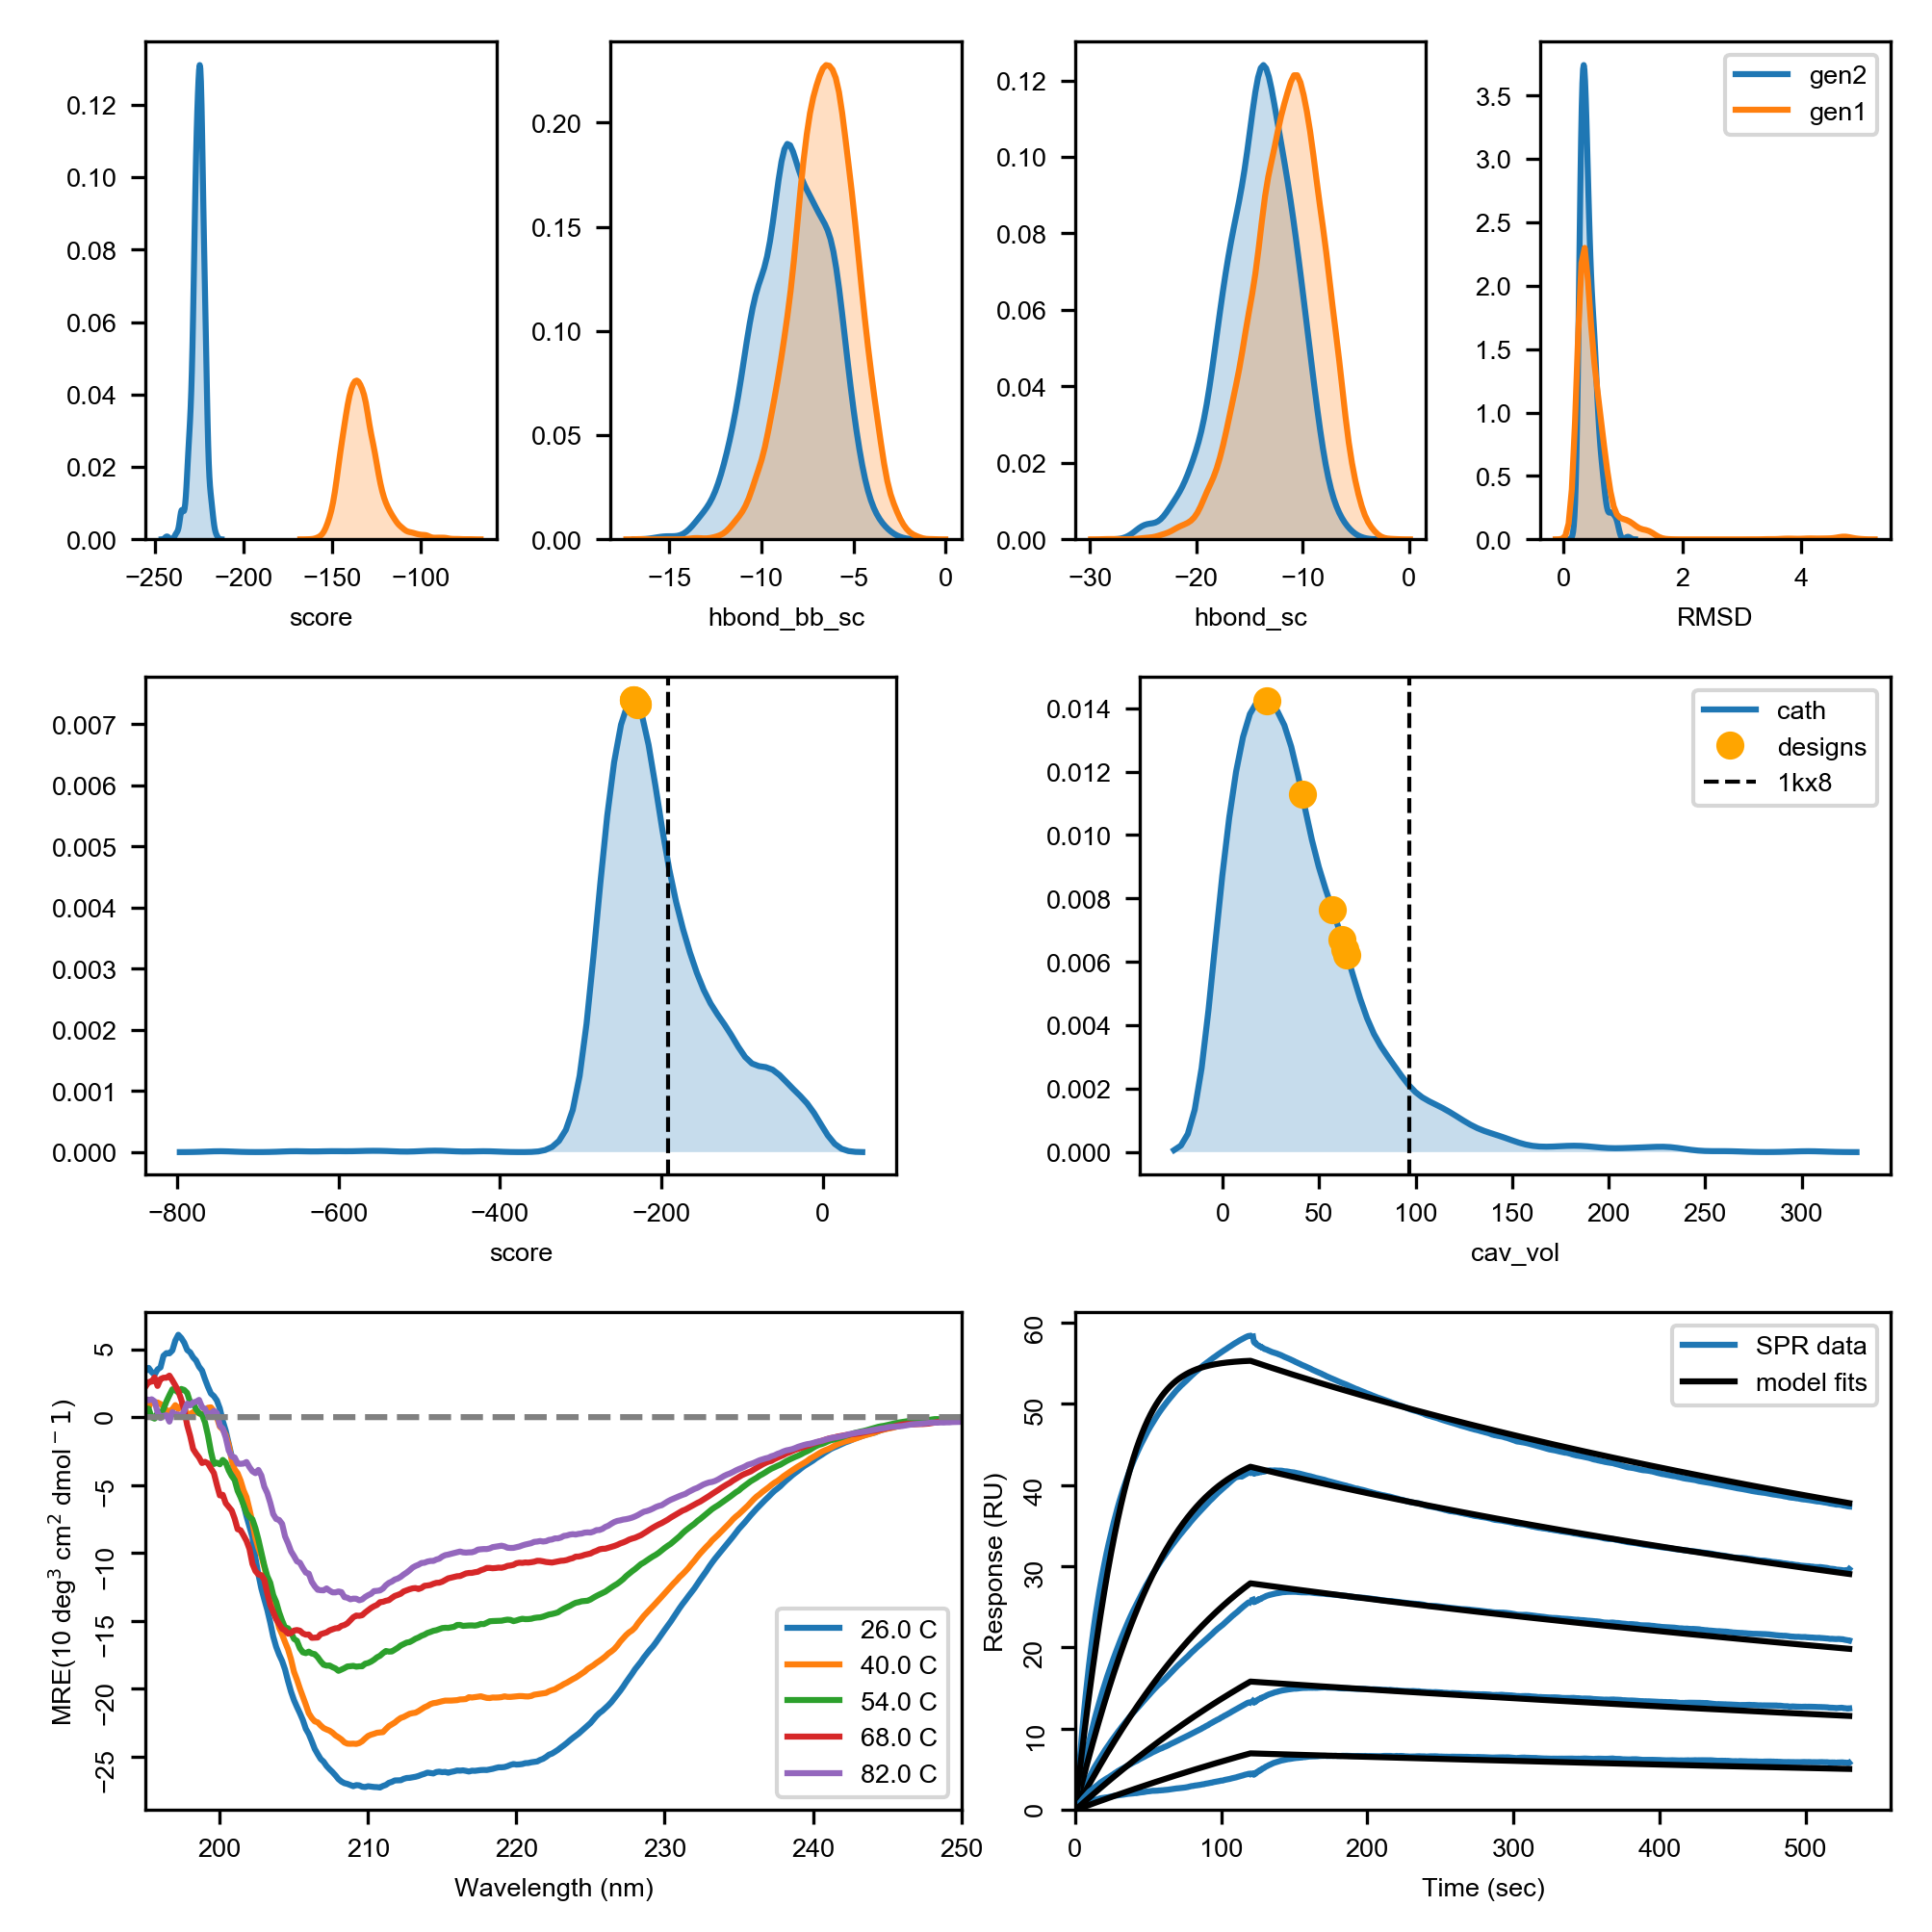 0.12
0.10
0.08
0.06
0.04
0.02
0.00
−250 −200 −150 −100
score
0.20
0.15
0.10
0.05
0.00
−15 −10 −5 0
hbond_bb_sc
0.12
0.10
0.08
0.06
0.04
0.02
0.00
−30 −20 −10 0
hbond_sc
gen2
gen1
3.5
3.0
2.5
2.0
1.5
1.0
0.5
0.0
0 2 4
RMSD
0.007
0.006
0.005
0.004
0.003
0.002
0.001
0.000
−800 −600 −400 −200 0
score
cath
designs
1kx8
0.014
0.012
0.010
0.008
0.006
0.004
0.002
0.000
0 50 100 150 200 250 300
cav_vol
MRE(10 deg³ cm² dmol − 1)
5
0
−5
−10
−15
−20
−25
26.0 C
40.0 C
54.0 C
68.0 C
82.0 C
200 210 220 230 240 250
Wavelength (nm)
Response (RU)
60
50
40
30
20
10
0
SPR data
model fits
0 100 200 300 400 500
Time (sec)